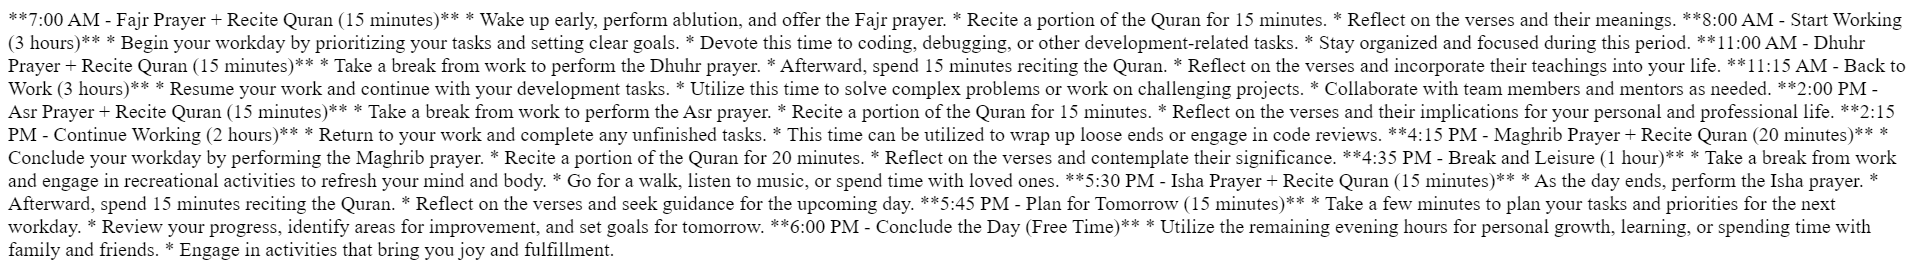 **7:00 AM - Fajr Prayer + Recite Quran (15 minutes)** * Wake up early, perform ablution, and offer the Fajr prayer. * Recite a portion of the Quran for 15 minutes. * Reflect on the verses and their meanings. **8:00 AM - Start Working
(3 hours)** * Begin your workday by prioritizing your tasks and setting clear goals. * Devote this time to coding, debugging, or other development-related tasks. * Stay organized and focused during this period. **11:00 AM - Dhuhr
Prayer + Recite Quran (15 minutes)** * Take a break from work to perform the Dhuhr prayer. * Afterward, spend 15 minutes reciting the Quran. * Reflect on the verses and incorporate their teachings into your life. **11:15 AM - Back to
Work (3 hours)** * Resume your work and continue with your development tasks. * Utilize this time to solve complex problems or work on challenging projects. * Collaborate with team members and mentors as needed. **2:00 PM -
Asr Prayer + Recite Quran (15 minutes)** * Take a break from work to perform the Asr prayer. * Recite a portion of the Quran for 15 minutes. * Reflect on the verses and their implications for your personal and professional life. **2:15
PM - Continue Working (2 hours)** * Return to your work and complete any unfinished tasks. * This time can be utilized to wrap up loose ends or engage in code reviews. **4:15 PM - Maghrib Prayer + Recite Quran (20 minutes)** *
Conclude your workday by performing the Maghrib prayer. * Recite a portion of the Quran for 20 minutes. * Reflect on the verses and contemplate their significance. **4:35 PM - Break and Leisure (1 hour)** * Take a break from work
and engage in recreational activities to refresh your mind and body. * Go for a walk, listen to music, or spend time with loved ones. **5:30 PM - Isha Prayer + Recite Quran (15 minutes)** * As the day ends, perform the Isha prayer. *
Afterward, spend 15 minutes reciting the Quran. * Reflect on the verses and seek guidance for the upcoming day. **5:45 PM - Plan for Tomorrow (15 minutes)** * Take a few minutes to plan your tasks and priorities for the next
workday. * Review your progress, identify areas for improvement, and set goals for tomorrow. **6:00 PM - Conclude the Day (Free Time)** * Utilize the remaining evening hours for personal growth, learning, or spending time with
family and friends. * Engage in activities that bring you joy and fulfillment.